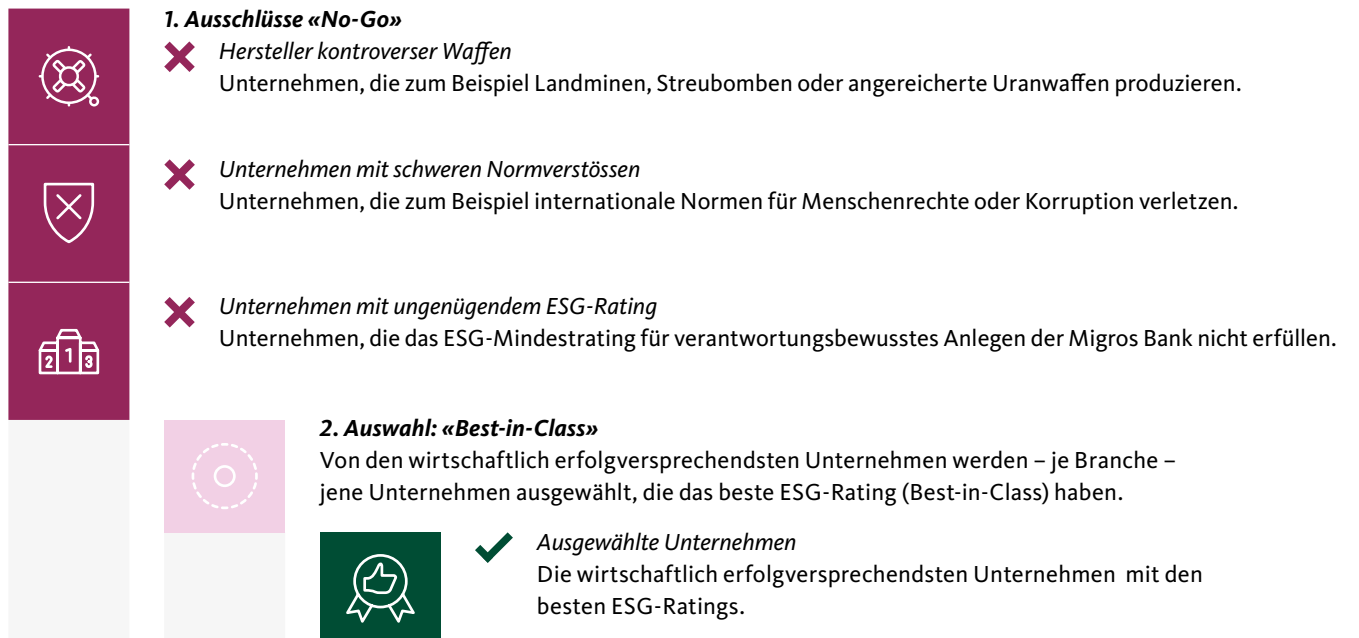 1. Ausschlüsse «No-Go»
Hersteller kontroverser Waffen
Unternehmen, die zum Beispiel Landminen, Streubomben oder angereicherte Uranwaffen produzieren.
Unternehmen mit schweren Normverstössen
Unternehmen, die zum Beispiel internationale Normen für Menschenrechte oder Korruption verletzen.
Unternehmen mit ungenügendem ESG-Rating
Unternehmen, die das ESG-Mindestrating für verantwortungsbewusstes Anlegen der Migros Bank nicht erfüllen.
2 1 3
2. Auswahl: «Best-in-Class»
Von den wirtschaftlich erfolgversprechendsten Unternehmen werden – je Branche –
jene Unternehmen ausgewählt, die das beste ESG-Rating (Best-in-Class) haben.
Ausgewählte Unternehmen
Die wirtschaftlich erfolgversprechendsten Unternehmen mit den
besten ESG-Ratings.